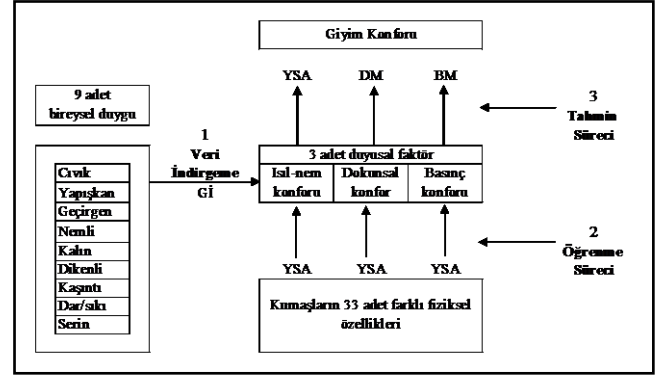 Giyim Konforu
YSA DM BM
9 adet
bireysel duygu
3
Tahmin
Süreci
1
Veri
İndirgeme
Gİ
3 adet duyusal faktör
Isıl-nem
konforu
Dokunsal
konfor
Basınç
konforu
Cıvık
Yapışkan
Geçirgen
Nemli
Kalın
Dikenli
Kaşıntı
Dar/sıkı
Serin
2
Öğrenme
Süreci
YSA YSA YSA
Kumaşların 33 adet farklı fiziksel
özellikleri